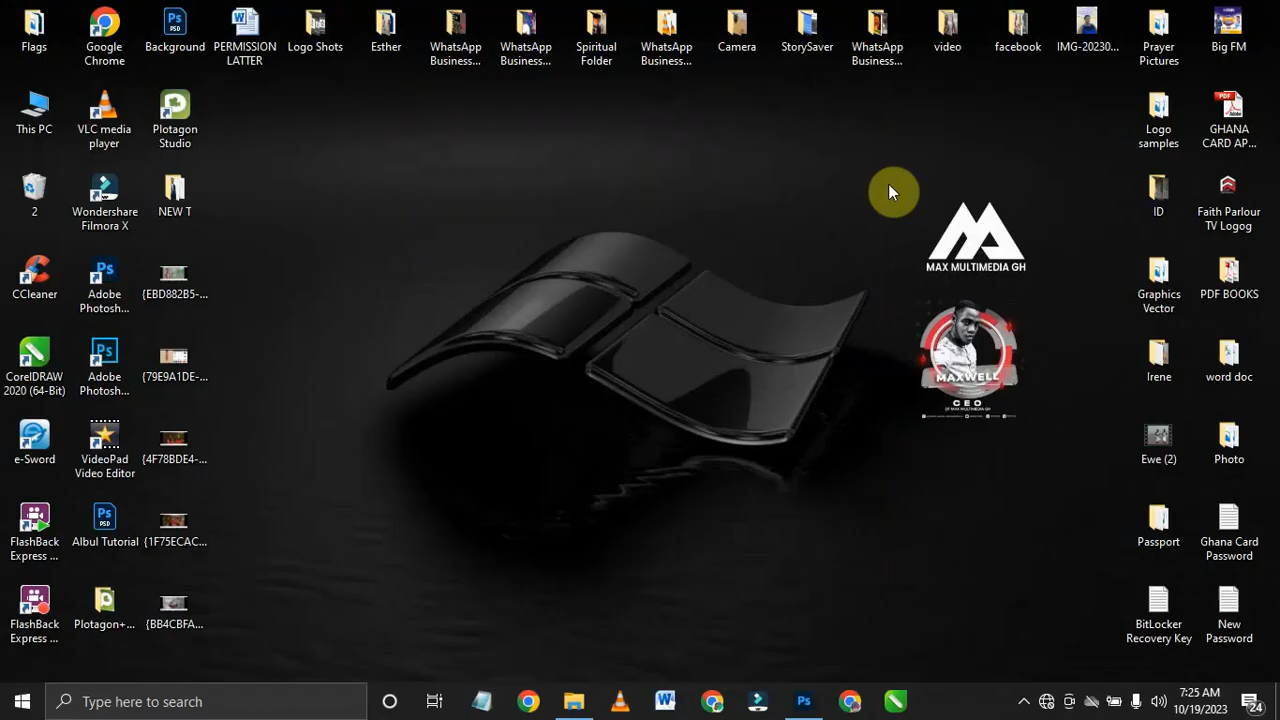 Flags
Google
Chrome
Background
PERMISSION
LATTER
Logo Shots
Esther
WhatsApp
Business...
WhatsApp
Business...
Spiritual
Folder
WhatsApp
Business...
Camera
StorySaver
WhatsApp
Business...
video
facebook
IMG-20230...
Prayer
Pictures
Big FM
This PC
VLC media
player
Plotagon
Studio
Logo
samples
GHANA
CARD AP...
2
Wondershare
Filmora X
NEW T
ID
Faith Parlour
TV Logog
MAX MULTIMEDIA GH
CCleaner
Adobe
Photosh...
{EBD882B5-...
Graphics
Vector
PDF BOOKS
CorelDRAW
2020 (64-Bit)
Adobe
Photosh...
{79E9A1DE-...
Irene
word doc
MAXWELL
CEO
OF MAX MULTIMEDIA GH
e-Sword
VideoPad
Video Editor
{4F78BDE4-...
Ewe (2)
Photo
FlashBack
Express ...
Albul Tutorial
{1F75ECAC...
Passport
Ghana Card
Password
FlashBack
Express ...
Plotagon+...
{BB4CBFA...
BitLocker
Recovery Key
New
Password
Type here to search
7:25 AM
10/19/2023
24